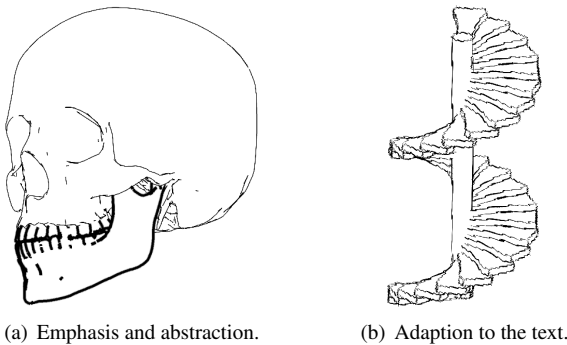 (a) Emphasis and abstraction.
(b) Adaption to the text.